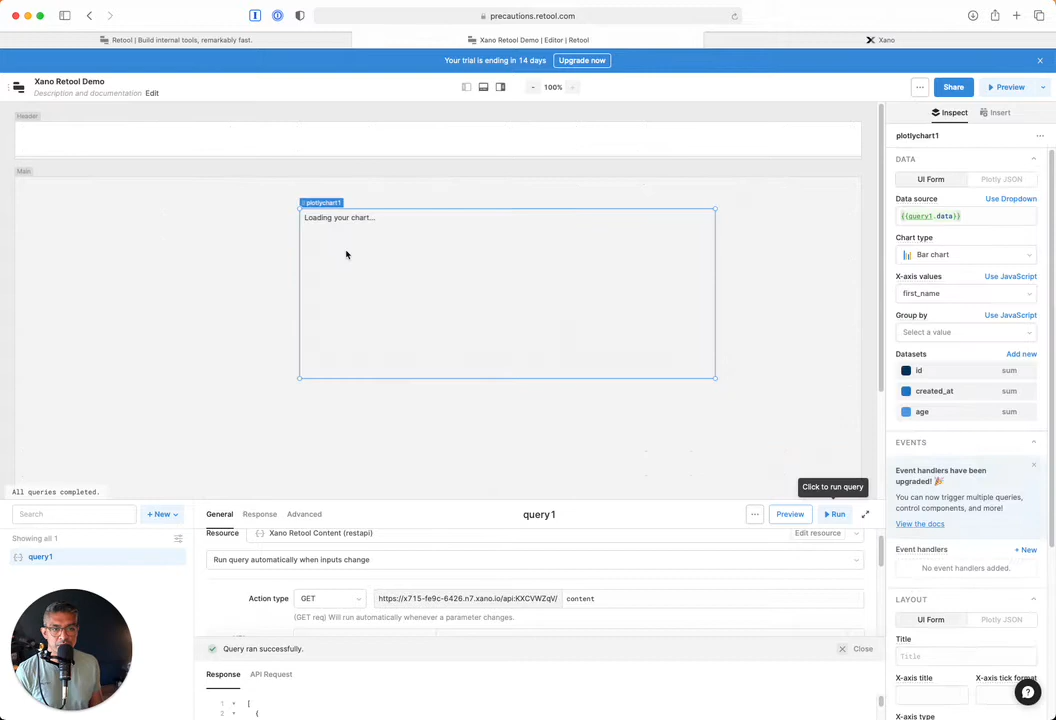 precautions.retool.com
Retool | Build internal tools, remarkably fast.
Xano Retool Demo | Editor | Retool
Xano
Your trial is ending in 14 days
Upgrade now
Xano Retool Demo
Description and documentation Edit
100%
Share
Preview
Inspect
Insert
Header
plotlychart1
DATA
Main
UI Form
Plotly JSON
plotlychart1
Data source
Use Dropdown
Loading your chart...
{{query1.data}}
Chart type
Bar chart
X-axis values
Use JavaScript
first_name
Group by
Use JavaScript
Select a value
Datasets
Add new
id
sum
created_at
sum
age
sum
EVENTS
Event handlers have been
upgraded! 🎉
You can now trigger multiple queries,
control components, and more!
View the docs
Event handlers
+ New
No event handlers added.
LAYOUT
UI Form
Plotly JSON
Title
Title
X-axis title
X-axis tick format
X-axis type
All queries completed.
Click to run query
Search
+ New
General
Response
Advanced
query1
...
Preview
Run
Showing all 1
query1
Resource
Xano Retool Content (restapi)
Edit resource
Run query automatically when inputs change
Action type
GET
https://x715-fe9c-6426.n7.xano.io/api:KXCVWZqV/
content
(GET req) Will run automatically whenever a parameter changes.
Query ran successfully.
Close
Response
API Request
1
[
2
{